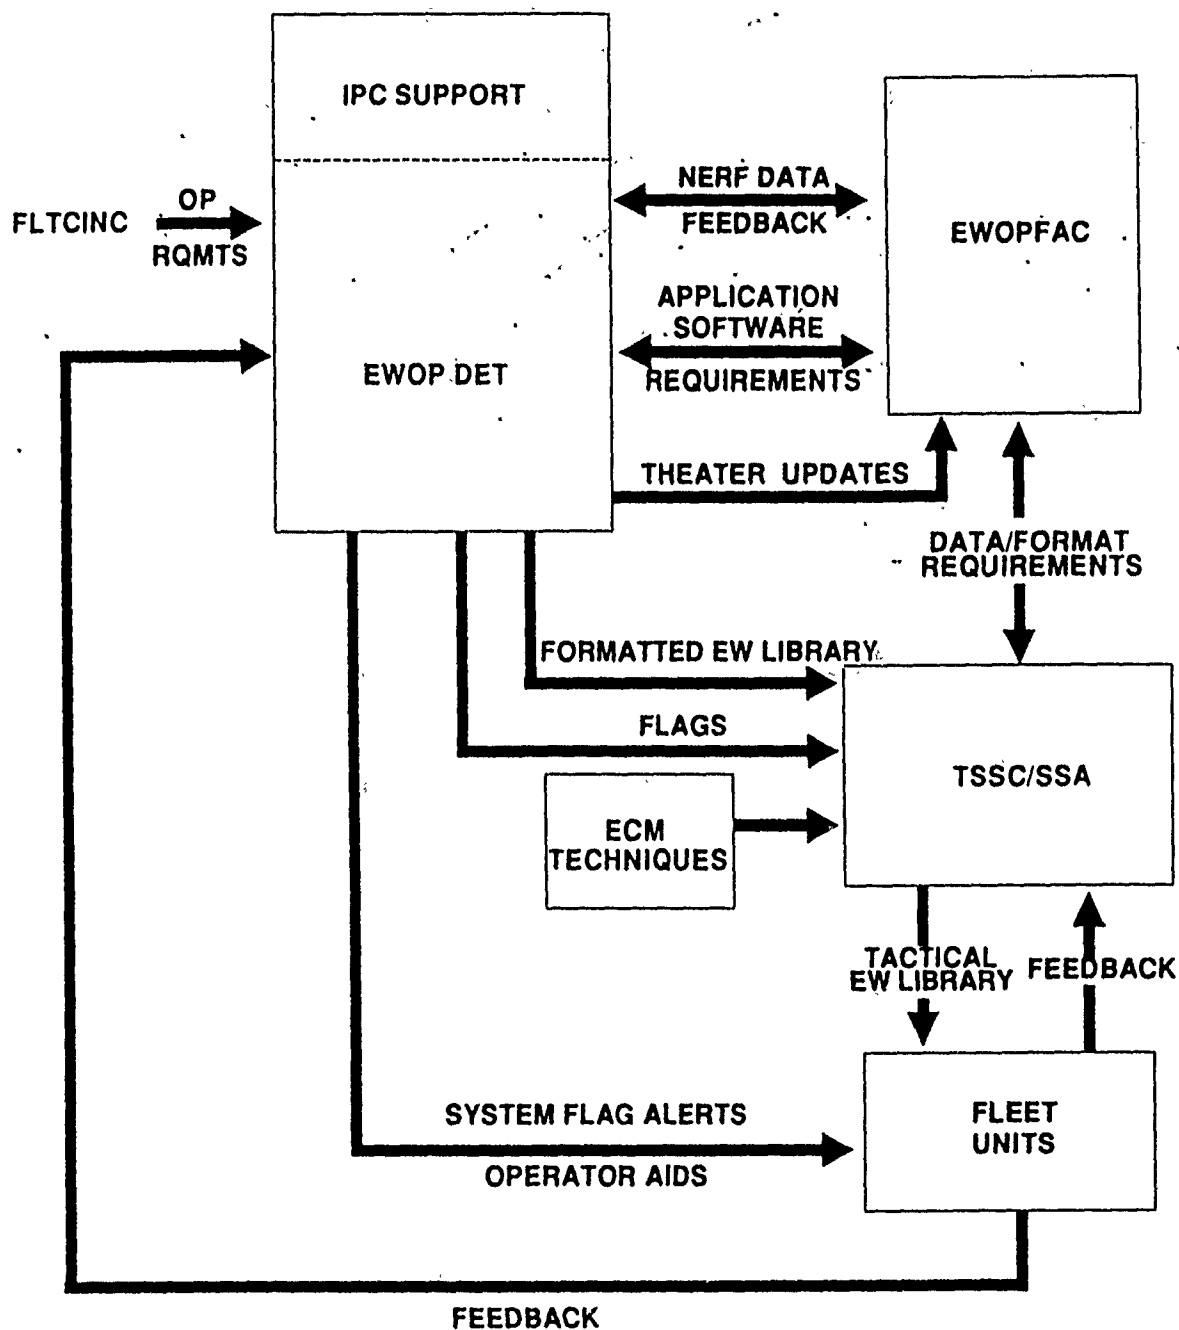 IPC SUPPORT
NERF DATA
FEEDBACK
EWOPFAC
OP
FLTCINC
RQMTS
APPLICATION
SOFTWARE
REQUIREMENTS
EWOP DET
THEATER UPDATES
DATA/FORMAT
REQUIREMENTS
FORMATTED EW LIBRARY
FLAGS
TSSC/SSA
ECM
TECHNIQUES
TACTICAL
EW LIBRARY
FEEDBACK
FLEET
UNITS
SYSTEM FLAG ALERTS
OPERATOR AIDS
FEEDBACK